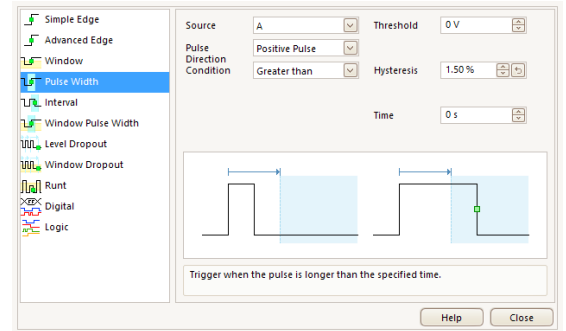 Simple Edge
Advanced Edge
Window
Pulse Width
Interval
Window Pulse Width
Level Dropout
Window Dropout
Runt
Digital
Logic
Source A Threshold 0 V
Pulse Direction Positive Pulse
Condition Greater than Hysteresis 1.50 %
Time 0 s
Trigger when the pulse is longer than the specified time.
Help Close